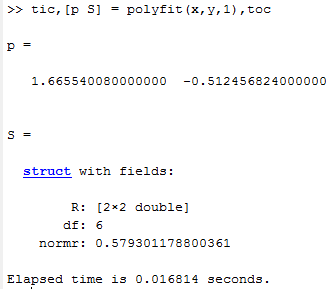 >> tic,[p S] = polyfit(x,y,1),toc
p =
1.665540080000000 -0.512456824000000
S =
struct with fields:
R: [2×2 double]
df: 6
normr: 0.579301178800361
Elapsed time is 0.016814 seconds.